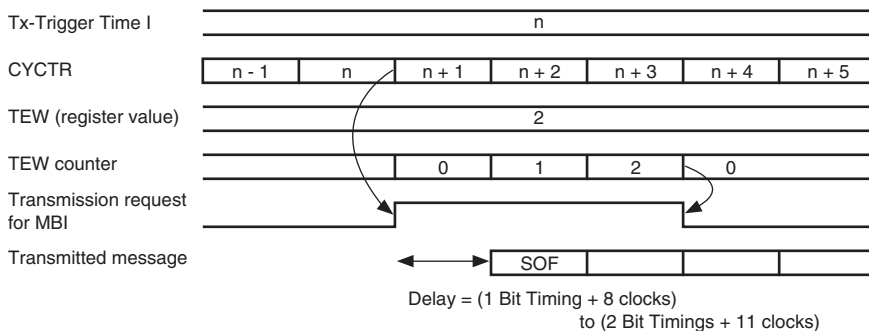 Tx-Trigger Time I n
CYCTR n - 1 n n + 1 n + 2 n + 3 n + 4 n + 5
TEW (register value) 2
TEW counter 0 1 2 0
Transmission request
for MBI
Transmitted message SOF
Delay = (1 Bit Timing + 8 clocks)
to (2 Bit Timings + 11 clocks)